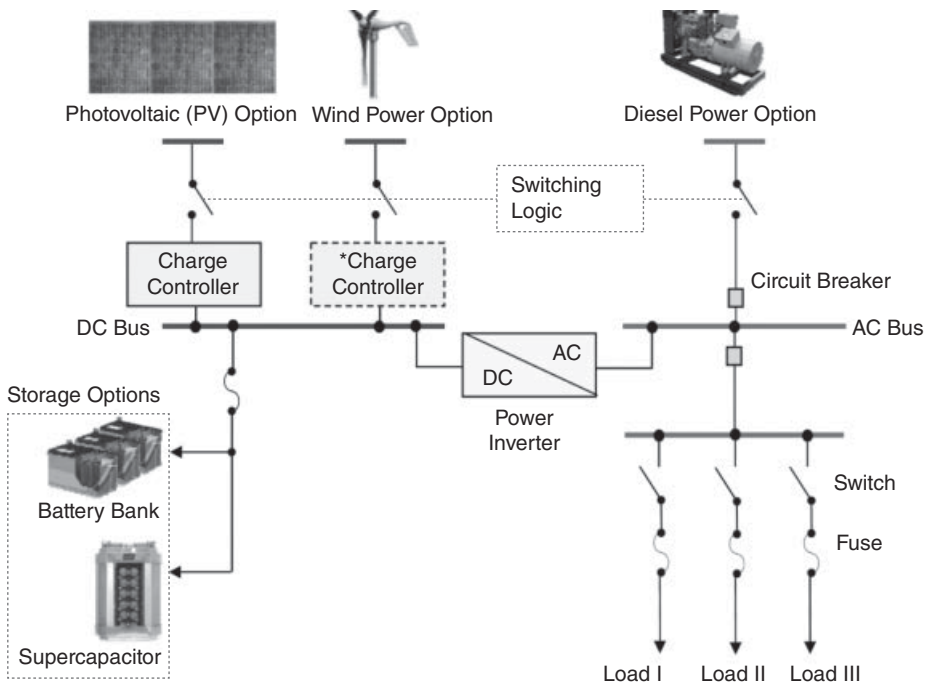 Photovoltaic (PV) Option
Wind Power Option
Diesel Power Option
Switching
Logic
Charge
Controller
*Charge
Controller
Circuit Breaker
DC Bus
AC Bus
AC
DC
Power
Inverter
Storage Options
Battery Bank
Supercapacitor
Switch
Fuse
Load I
Load II
Load III